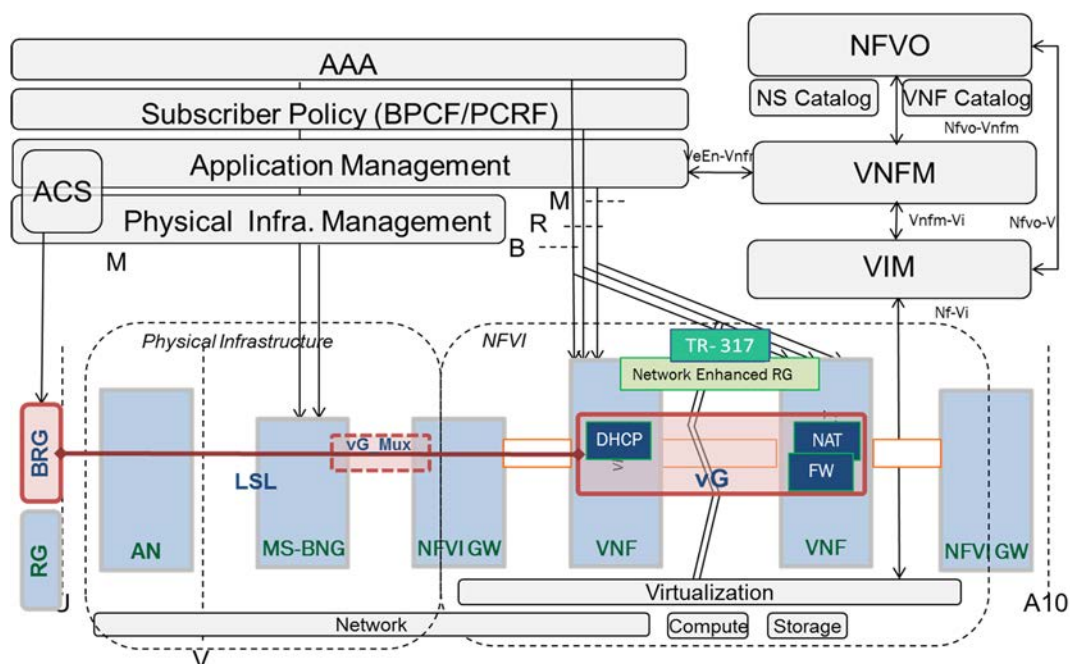 AAA
NFVO
NS Catalog
VNF Catalog
Subscriber Policy (BPCF/PCRF)
Nfvo-Vnfm
Application Management
VeEn-Vnfr
VNFM
ACS
Physical Infra. Management
M
R
B
Vnfm-Vi
Nfvo-V
M
VIM
Nf-Vi
Physical Infrastructure
NFVI
TR-317
Network Enhanced RG
BRG
vG Mux
DHCP
NAT
FW
LSL
vG
RG
AN
MS-BNG
NFVI GW
VNF
VNF
NFVI GW
Virtualization
A10
Network
Compute
Storage
V